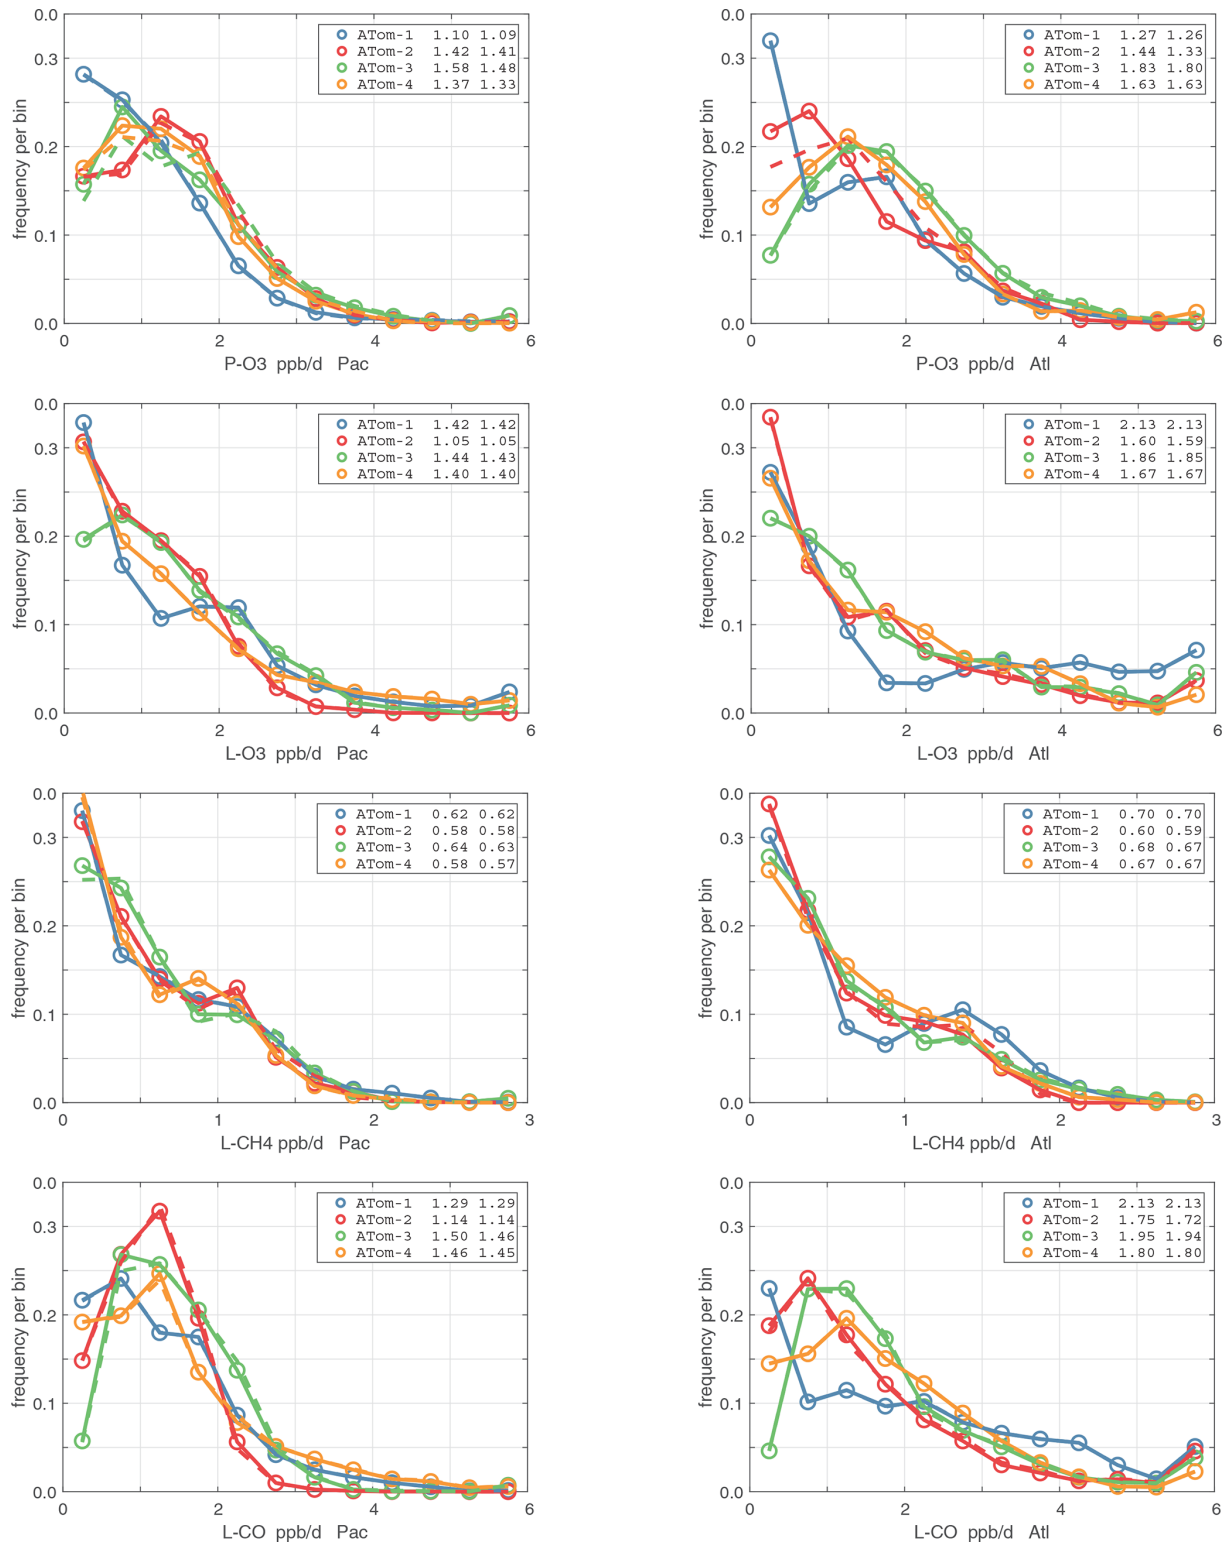 0.0
0.3
0.2
0.1
0.0
frequency per bin
ATom-1 1.10 1.09
ATom-2 1.42 1.41
ATom-3 1.58 1.48
ATom-4 1.37 1.33
0 2 4 6
P-O3 ppb/d Pac
0.0
0.3
0.2
0.1
0.0
frequency per bin
ATom-1 1.27 1.26
ATom-2 1.44 1.33
ATom-3 1.83 1.80
ATom-4 1.63 1.63
0 2 4 6
P-O3 ppb/d Atl
0.0
0.3
0.2
0.1
0.0
frequency per bin
ATom-1 1.42 1.42
ATom-2 1.05 1.05
ATom-3 1.44 1.43
ATom-4 1.40 1.40
0 2 4 6
L-O3 ppb/d Pac
0.0
0.3
0.2
0.1
0.0
frequency per bin
ATom-1 2.13 2.13
ATom-2 1.60 1.59
ATom-3 1.86 1.85
ATom-4 1.67 1.67
0 2 4 6
L-O3 ppb/d Atl
0.0
0.3
0.2
0.1
0.0
frequency per bin
ATom-1 0.62 0.62
ATom-2 0.58 0.58
ATom-3 0.64 0.63
ATom-4 0.58 0.57
0 1 2 3
L-CH4 ppb/d Pac
0.0
0.3
0.2
0.1
0.0
frequency per bin
ATom-1 0.70 0.70
ATom-2 0.60 0.59
ATom-3 0.68 0.67
ATom-4 0.67 0.67
0 1 2 3
L-CH4 ppb/d Atl
0.0
0.3
0.2
0.1
0.0
frequency per bin
ATom-1 1.29 1.29
ATom-2 1.14 1.14
ATom-3 1.50 1.46
ATom-4 1.46 1.45
0 2 4 6
L-CO ppb/d Pac
0.0
0.3
0.2
0.1
0.0
frequency per bin
ATom-1 2.13 2.13
ATom-2 1.75 1.72
ATom-3 1.95 1.94
ATom-4 1.80 1.80
0 2 4 6
L-CO ppb/d Atl